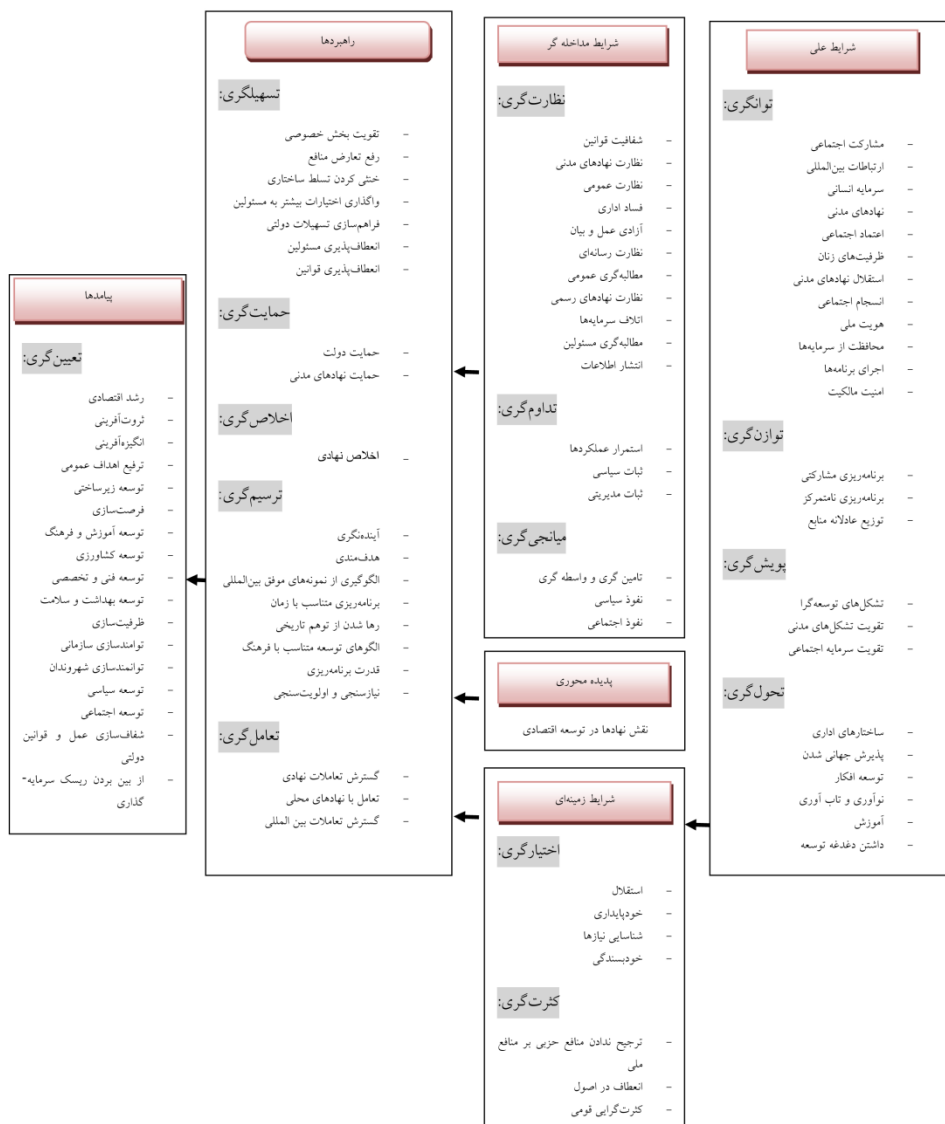 شرایط علی
توانگری:
- مشارکت اجتماعی
- ارتباطات بین‌المللی
- سرمایه انسانی
- نهادهای مدنی
- اعتماد اجتماعی
- ظرفیت‌های زنان
- استقلال نهادهای مدنی
- انسجام اجتماعی
- هویت ملی
- محافظت از سرمایه‌ها
- اجرای برنامه‌ها
- امنیت مالکیت
توازن‌گری:
- برنامه‌ریزی مشارکتی
- برنامه‌ریزی نامتمرکز
- توزیع عادلانه منابع
پویش‌گری:
- تشکل‌های توسعه‌گرا
- تقویت تشکل‌های مدنی
- تقویت سرمایه اجتماعی
تحول‌گری:
- ساختارهای اداری
- پذیرش جهانی شدن
- توسعه افکار
- نوآوری و تاب آوری
- آموزش
- داشتن دغدغه توسعه
شرایط مداخله گر
نظارت‌گری:
- شفافیت قوانین
- نظارت نهادهای مدنی
- نظارت عمومی
- فساد اداری
- آزادی عمل و بیان
- نظارت رسانه‌ای
- مطالبه‌گری عمومی
- نظارت نهادهای رسمی
- اتلاف سرمایه‌ها
- مطالبه‌گری مسئولین
- انتشار اطلاعات
تداوم‌گری:
- استمرار عملکردها
- ثبات سیاسی
- ثبات مدیریتی
میانجی‌گری:
- تامین گری و واسطه گری
- نفوذ سیاسی
- نفوذ اجتماعی
پدیده محوری
نقش نهادها در توسعه اقتصادی
شرایط زمینه‌ای
اختیارگری:
- استقلال
- خودپایداری
- شناسایی نیازها
- خودبسندگی
کثرت‌گری:
- ترجیح ندادن منافع حزبی بر منافع
ملی
- انعطاف در اصول
- کثرت‌گرایی قومی
راهبردها
تسهیلگری:
- تقویت بخش خصوصی
- رفع تعارض منافع
- خنثی کردن تسلط ساختاری
- واگذاری اختیارات بیشتر به مسئولین
- فراهم‌سازی تسهیلات دولتی
- انعطاف‌پذیری مسئولین
- انعطاف‌پذیری قوانین
حمایت‌گری:
- حمایت دولت
- حمایت نهادهای مدنی
اخلاص‌گری:
- اخلاص نهادی
ترسیم‌گری:
- آینده‌نگری
- هدف‌مندی
- الگوگیری از نمونه‌های موفق بین‌المللی
- برنامه‌ریزی متناسب با زمان
- رها شدن از توهم تاریخی
- الگوهای توسعه متناسب با فرهنگ
- قدرت برنامه‌ریزی
- نیازسنجی و اولویت‌سنجی
تعامل‌گری:
- گسترش تعاملات نهادی
- تعامل با نهادهای محلی
- گسترش تعاملات بین المللی
پیامدها
تعیین‌گری:
- رشد اقتصادی
- ثروت‌آفرینی
- انگیزه‌آفرینی
- ترفیع اهداف عمومی
- توسعه زیرساختی
- فرصت‌سازی
- توسعه آموزش و فرهنگ
- توسعه کشاورزی
- توسعه فنی و تخصصی
- توسعه بهداشت و سلامت
- ظرفیت‌سازی
- توامندسازی سازمانی
- توانمندسازی شهروندان
- توسعه سیاسی
- توسعه اجتماعی
- شفاف‌سازی عمل و قوانین
دولتی
- از بین بردن ریسک سرمایه-
گذاری